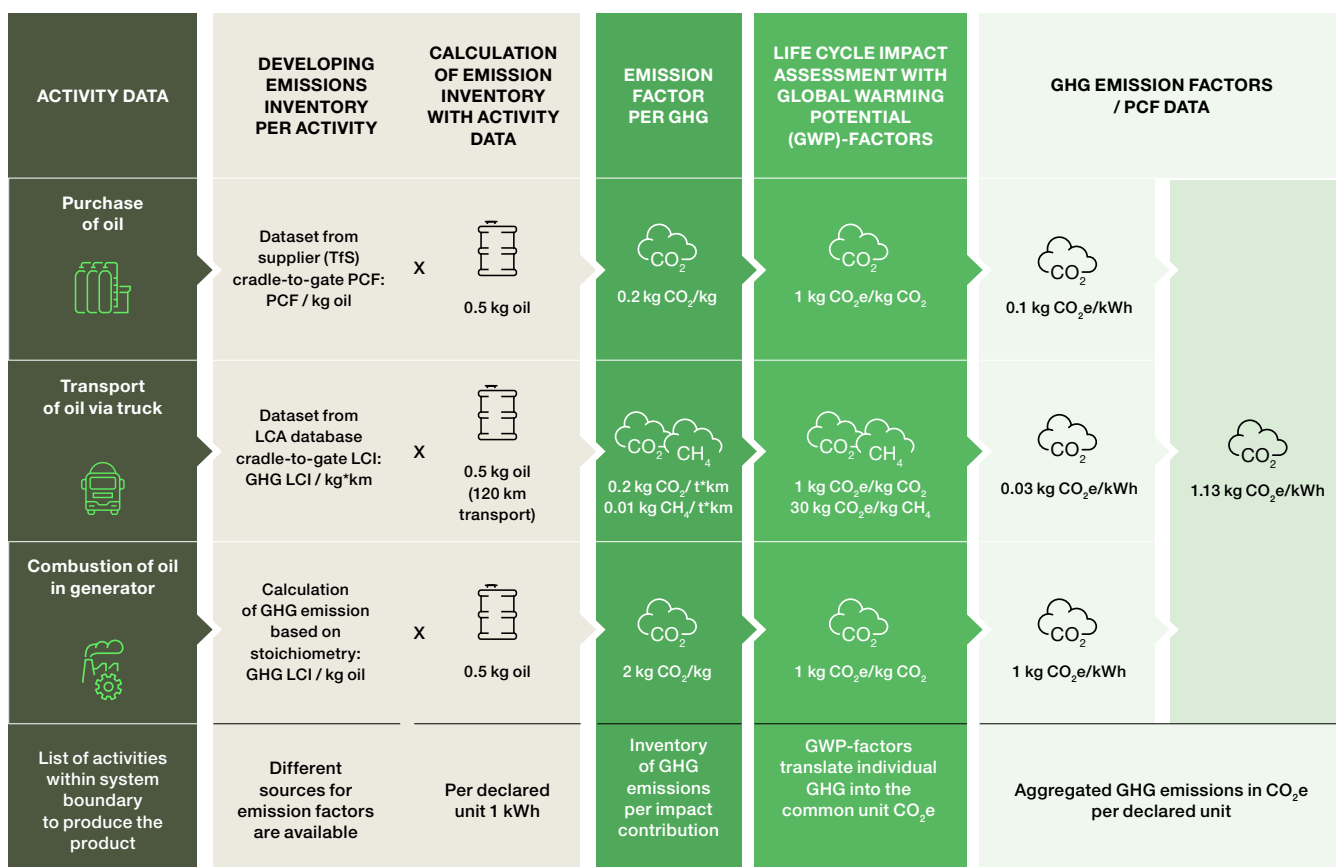 ACTIVITY DATA
DEVELOPING
EMISSIONS
INVENTORY
PER ACTIVITY
CALCULATION
OF EMISSION
INVENTORY
WITH ACTIVITY
DATA
EMISSION
FACTOR
PER GHG
LIFE CYCLE IMPACT
ASSESSMENT WITH
GLOBAL WARMING
POTENTIAL
(GWP)-FACTORS
GHG EMISSION FACTORS
/ PCF DATA
Purchase
of oil
Dataset from
supplier (TfS)
cradle-to-gate PCF:
PCF / kg oil
X
0.5 kg oil
CO₂
0.2 kg CO₂/kg
CO₂
1 kg CO₂e/kg CO₂
CO₂
0.1 kg CO₂e/kWh
Transport
of oil via truck
Dataset from
LCA database
cradle-to-gate LCI:
GHG LCI / kg*km
X
0.5 kg oil
(120 km
transport)
CO₂ CH₄
0.2 kg CO₂/ t*km
0.01 kg CH₄/ t*km
CO₂ CH₄
1 kg CO₂e/kg CO₂
30 kg CO₂e/kg CH₄
CO₂
0.03 kg CO₂e/kWh
CO₂
1.13 kg CO₂e/kWh
Combustion of oil
in generator
Calculation
of GHG emission
based on
stoichiometry:
GHG LCI / kg oil
X
0.5 kg oil
CO₂
2 kg CO₂/kg
CO₂
1 kg CO₂e/kg CO₂
CO₂
1 kg CO₂e/kWh
List of activities
within system
boundary
to produce the
product
Different
sources for
emission factors
are available
Per declared
unit 1 kWh
Inventory
of GHG
emissions
per impact
contribution
GWP-factors
translate individual
GHG into the
common unit CO₂e
Aggregated GHG emissions in CO₂e
per declared unit